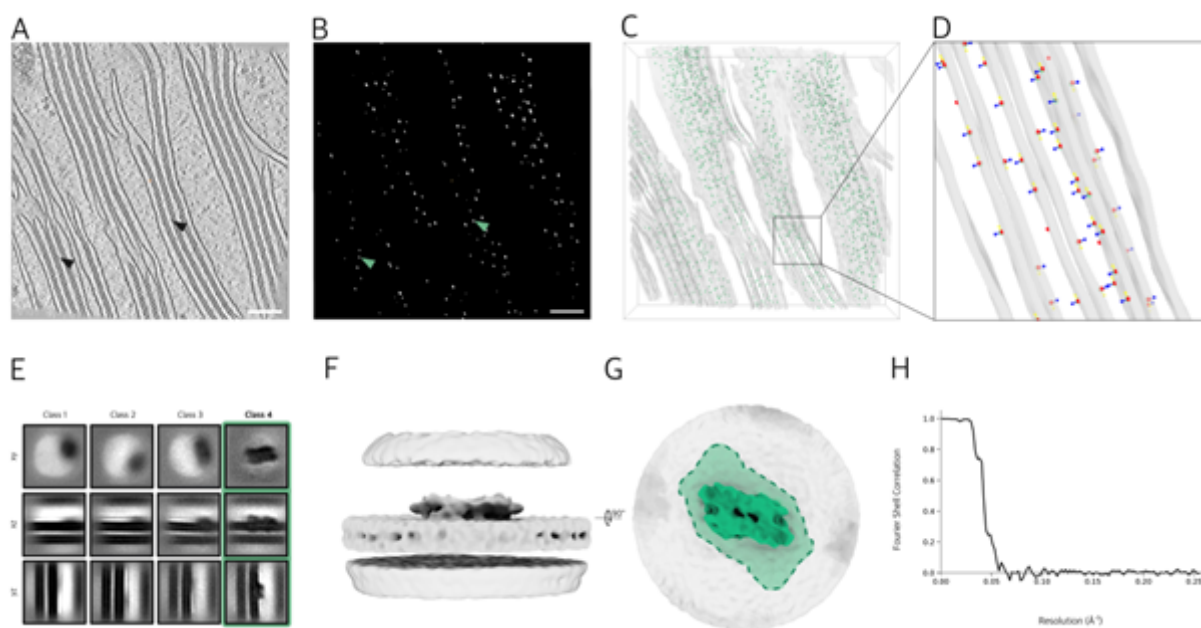 A
B
C
D
E
Class 1 Class 2 Class 3 Class 4
F
90°
G
H
1.0
0.8
0.6
0.4
0.2
0.0
0.00 0.05 0.10 0.15 0.20 0.25
Fourier Shell Correlation
Resolution (Å⁻¹)